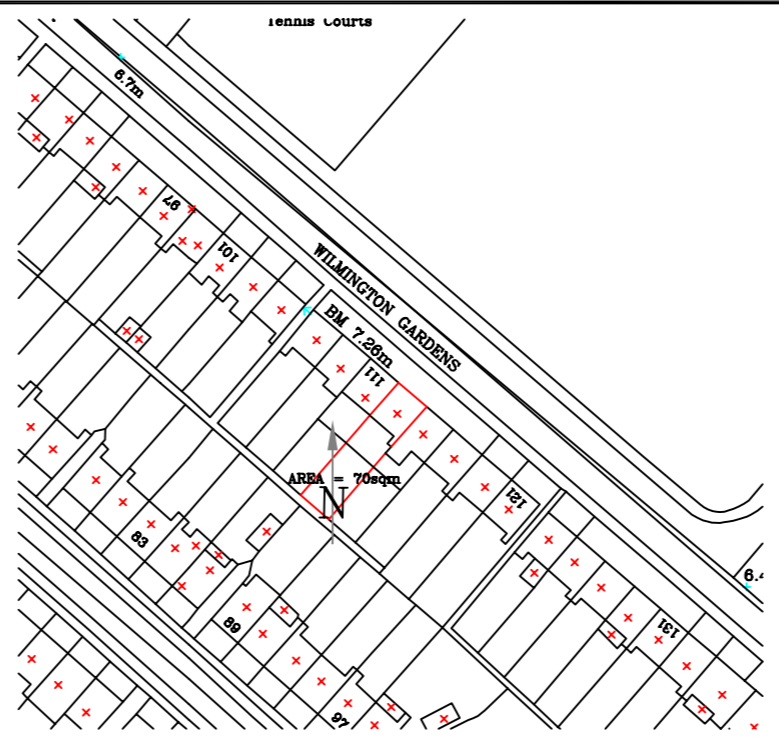 Tennis Courts
6.7m
97
101
WILMINGTON GARDENS
BM 7.26m
111
AREA = 70sqm
N
121
83
89
131
97